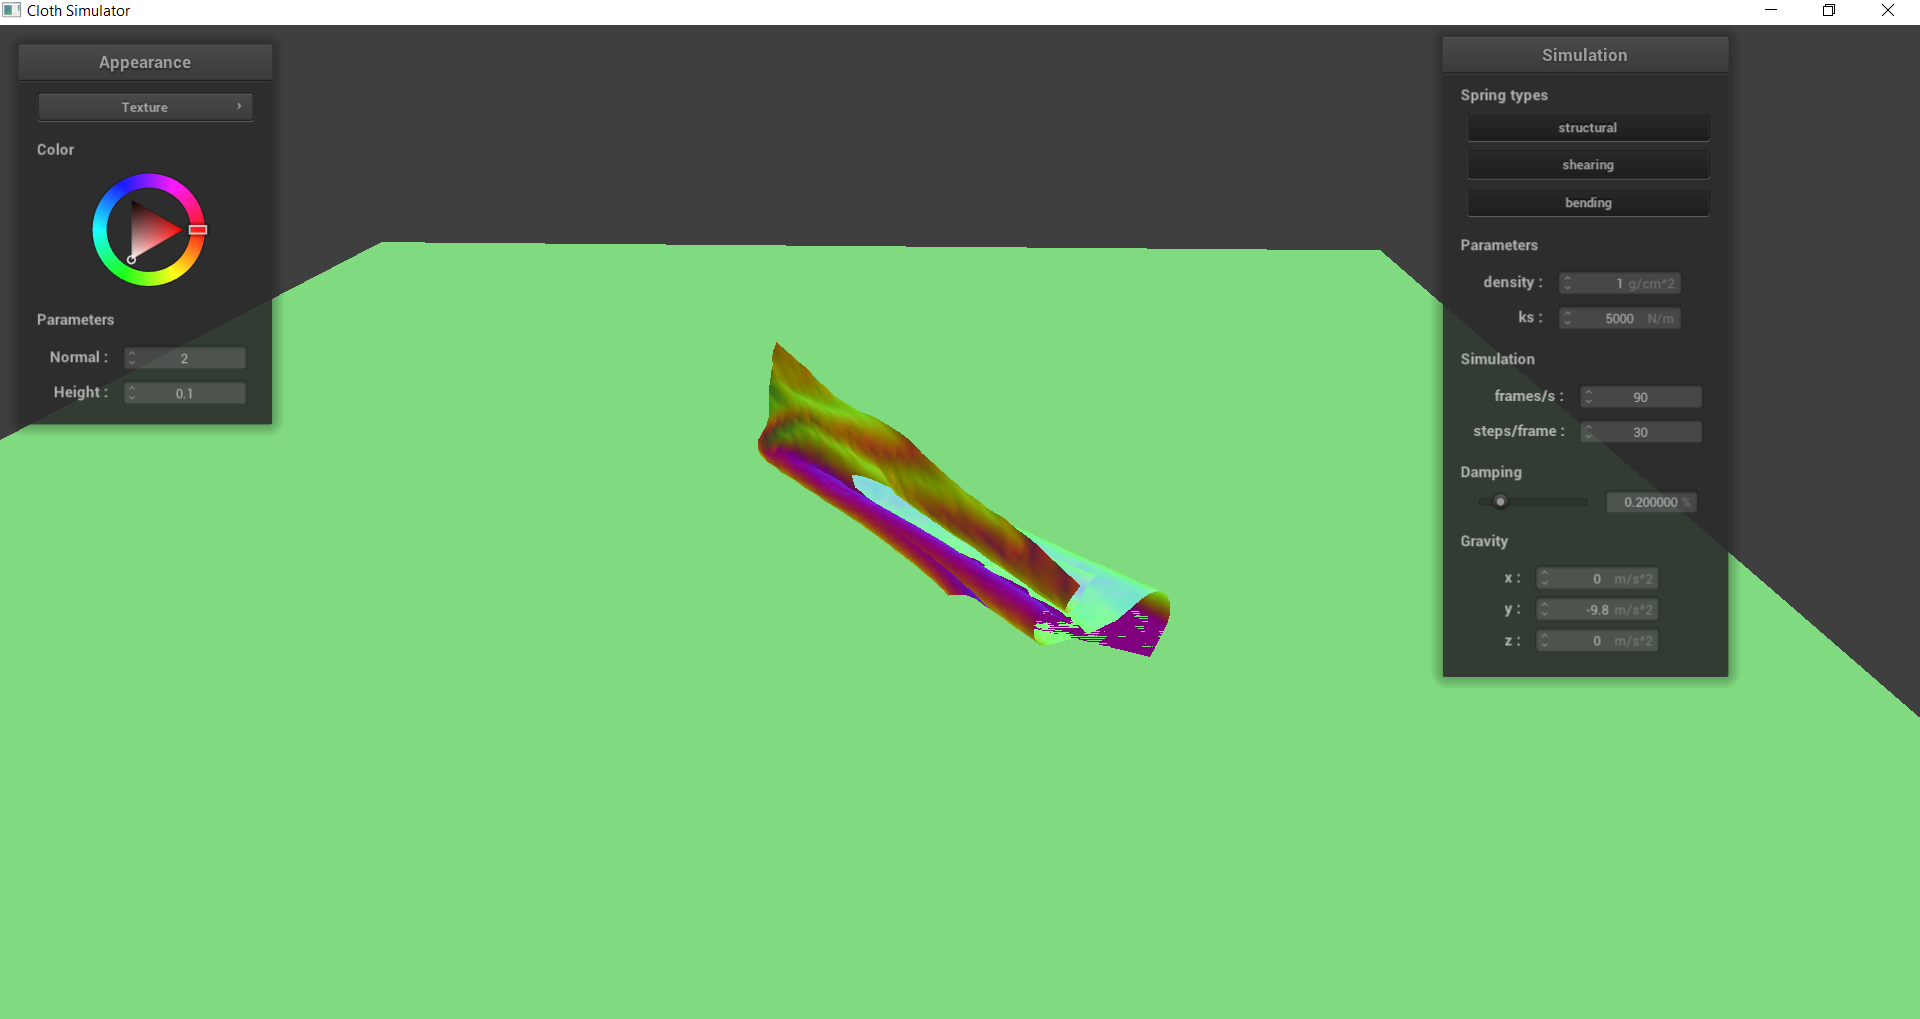 Cloth Simulator
Appearance
Texture
Color
Parameters
Normal : 2
Height : 0.1
Simulation
Spring types
structural
shearing
bending
Parameters
density : 1 g/cm^2
ks : 5000 N/m
Simulation
frames/s : 90
steps/frame : 30
Damping
0.200000 %
Gravity
x : 0 m/s^2
y : -9.8 m/s^2
z : 0 m/s^2